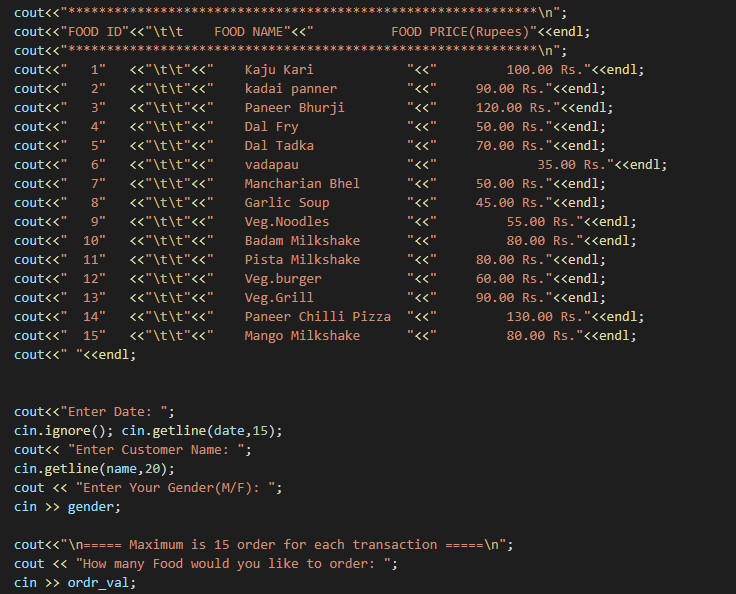 cout<<"*************************************************************\n";
cout<<"FOOD ID"<<"\t\t    FOOD NAME"<<"          FOOD PRICE(Rupees)"<<endl;
cout<<"*************************************************************\n";
cout<<"   1"   <<"\t\t"<<"    Kaju Kari            "<<"         100.00 Rs."<<endl;
cout<<"   2"   <<"\t\t"<<"    kadai panner         "<<"     90.00 Rs."<<endl;
cout<<"   3"   <<"\t\t"<<"    Paneer Bhurji        "<<"     120.00 Rs."<<endl;
cout<<"   4"   <<"\t\t"<<"    Dal Fry              "<<"     50.00 Rs."<<endl;
cout<<"   5"   <<"\t\t"<<"    Dal Tadka            "<<"     70.00 Rs."<<endl;
cout<<"   6"   <<"\t\t"<<"    vadapau              "<<"             35.00 Rs."<<endl;
cout<<"   7"   <<"\t\t"<<"    Mancharian Bhel      "<<"     50.00 Rs."<<endl;
cout<<"   8"   <<"\t\t"<<"    Garlic Soup          "<<"     45.00 Rs."<<endl;
cout<<"   9"   <<"\t\t"<<"    Veg.Noodles          "<<"         55.00 Rs."<<endl;
cout<<"  10"   <<"\t\t"<<"    Badam Milkshake      "<<"         80.00 Rs."<<endl;
cout<<"  11"   <<"\t\t"<<"    Pista Milkshake      "<<"     80.00 Rs."<<endl;
cout<<"  12"   <<"\t\t"<<"    Veg.burger           "<<"     60.00 Rs."<<endl;
cout<<"  13"   <<"\t\t"<<"    Veg.Grill            "<<"     90.00 Rs."<<endl;
cout<<"  14"   <<"\t\t"<<"    Paneer Chilli Pizza  "<<"         130.00 Rs."<<endl;
cout<<"  15"   <<"\t\t"<<"    Mango Milkshake      "<<"         80.00 Rs."<<endl;
cout<<" "<<endl;
cout<<"Enter Date: ";
cin.ignore(); cin.getline(date,15);
cout<< "Enter Customer Name: ";
cin.getline(name,20);
cout << "Enter Your Gender(M/F): ";
cin >> gender;
cout<<"\n===== Maximum is 15 order for each transaction =====\n";
cout << "How many Food would you like to order: ";
cin >> ordr_val;